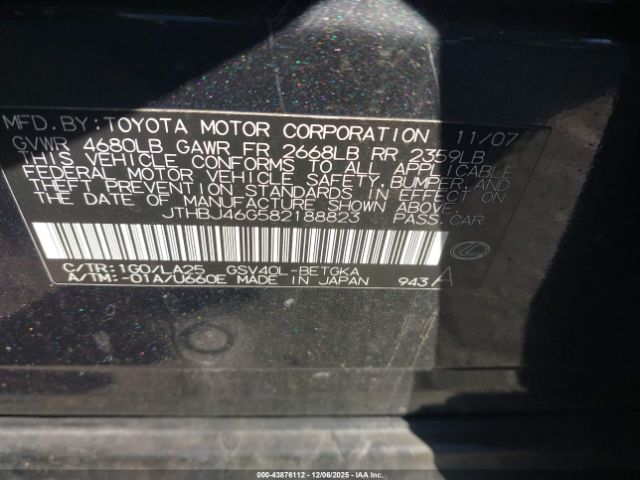 MFD. BY: TOYOTA MOTOR CORPORATION 11/07
GVWR 4680LB GAWR FR 2668LB RR 2359LB
THIS VEHICLE CONFORMS TO ALL APPLICABLE
FEDERAL MOTOR VEHICLE SAFETY, BUMPER, AND
THEFT PREVENTION STANDARDS IN EFFECT ON
THE DATE OF MANUFACTURE SHOWN ABOVE.
JTHBJ46G582188823 PASS. CAR
C/TR: 1G0/LA25 GSV40L-BETGKA
A/TM: -01A/U660E MADE IN JAPAN 943 A
000-43876112 - 12/06/2025 - IAA Inc.